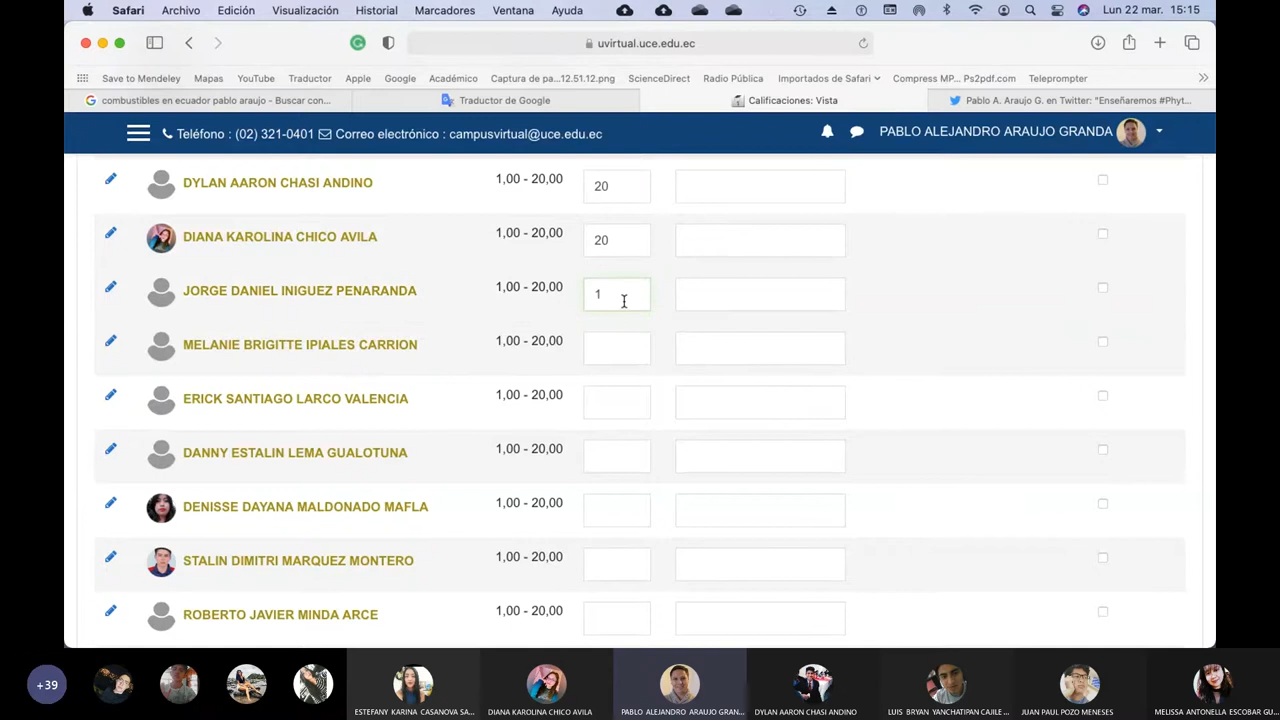 Safari Archivo Edición Visualización Historial Marcadores Ventana Ayuda Lun 22 mar. 15:15
uvirtual.uce.edu.ec
Save to Mendeley Mapas YouTube Traductor Apple Google Académico Captura de pa...12.51.12.png ScienceDirect Radio Pública Importados de Safari Compress MP... Ps2pdf.com Teleprompter
combustibles en ecuador pablo araujo - Buscar con... Traductor de Google Calificaciones: Vista Pablo A. Araujo G. en Twitter: "Enseñaremos #Phyt...
Teléfono : (02) 321-0401 Correo electrónico : campusvirtual@uce.edu.ec PABLO ALEJANDRO ARAUJO GRANDA
DYLAN AARON CHASI ANDINO 1,00 - 20,00 20
DIANA KAROLINA CHICO AVILA 1,00 - 20,00 20
JORGE DANIEL INIGUEZ PENARANDA 1,00 - 20,00 1
MELANIE BRIGITTE IPIALES CARRION 1,00 - 20,00
ERICK SANTIAGO LARCO VALENCIA 1,00 - 20,00
DANNY ESTALIN LEMA GUALOTUNA 1,00 - 20,00
DENISSE DAYANA MALDONADO MAFLA 1,00 - 20,00
STALIN DIMITRI MARQUEZ MONTERO 1,00 - 20,00
ROBERTO JAVIER MINDA ARCE 1,00 - 20,00
+39
ESTEFANY KARINA CASANOVA SA... DIANA KAROLINA CHICO AVILA PABLO ALEJANDRO ARAUJO GRAN... DYLAN AARON CHASI ANDINO LUIS BRYAN YANCHATIPAN CAJILE... JUAN PAUL POZO MENESES MELISSA ANTONELLA ESCOBAR GU...